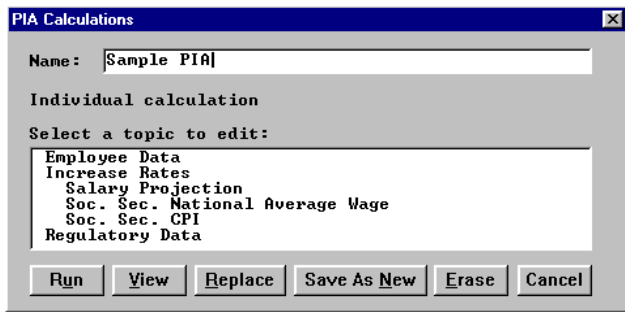 PIA Calculations
Name: Sample PIA
Individual calculation
Select a topic to edit:
Employee Data
Increase Rates
Salary Projection
Soc. Sec. National Average Wage
Soc. Sec. CPI
Regulatory Data
Run View Replace Save As New Erase Cancel